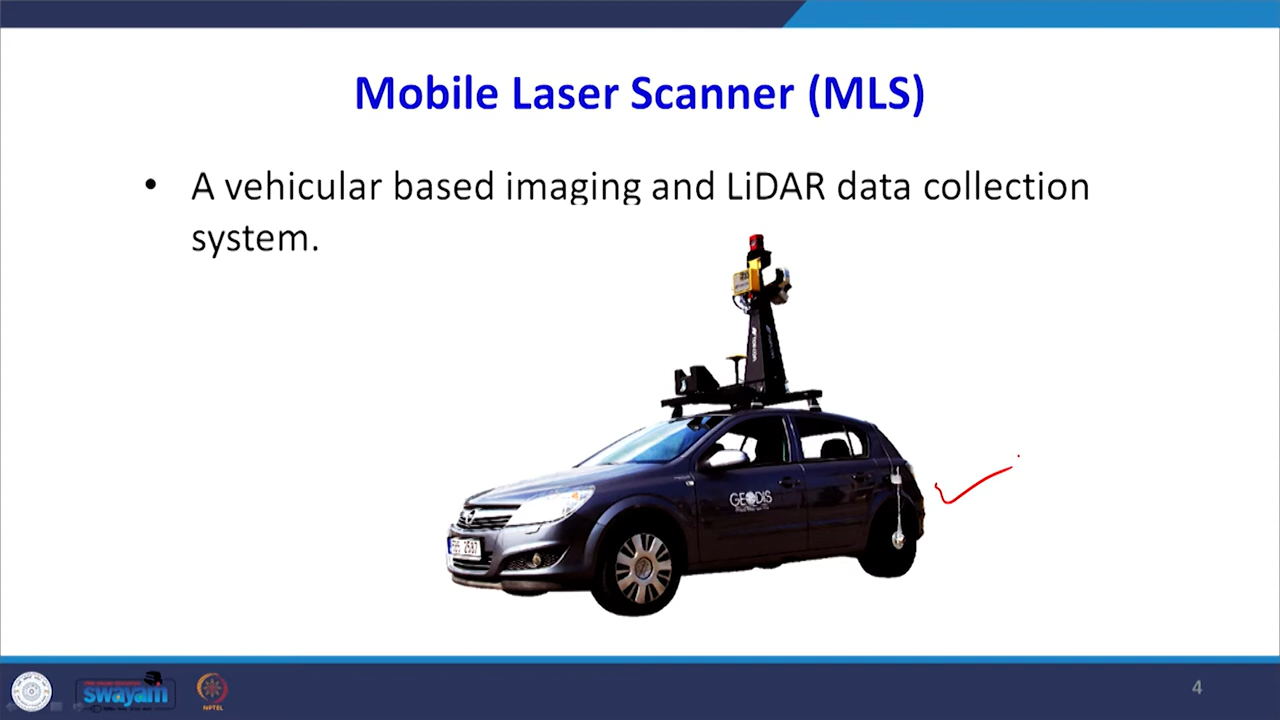 Mobile Laser Scanner (MLS)
• A vehicular based imaging and LiDAR data collection
system.
GEODIS
swayam
NPTEL
4